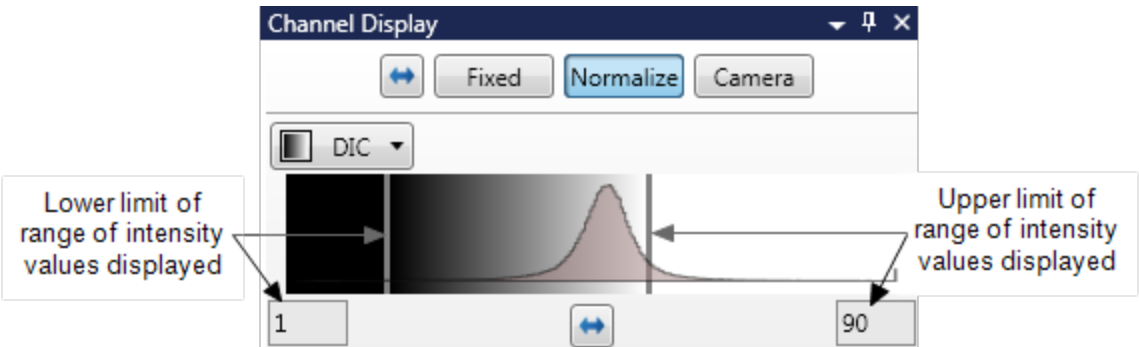 Channel Display
Fixed
Normalize
Camera
DIC
Lower limit of
range of intensity
values displayed
Upper limit of
range of intensity
values displayed
1
90